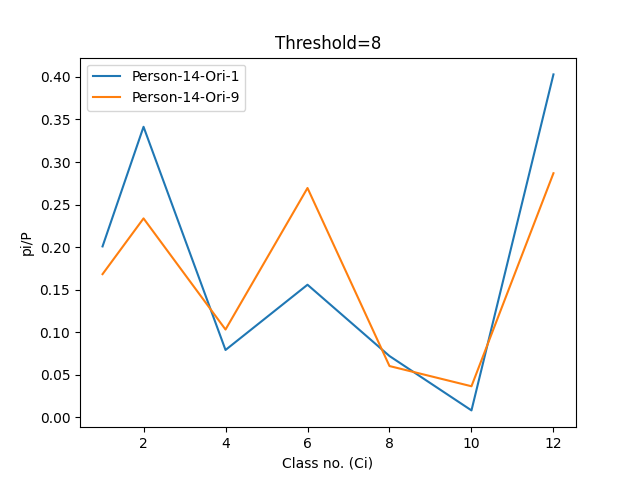 Threshold=8
Person-14-Ori-1
Person-14-Ori-9
0.40
0.35
0.30
0.25
0.20
0.15
0.10
0.05
0.00
pi/P
2 4 6 8 10 12
Class no. (Ci)